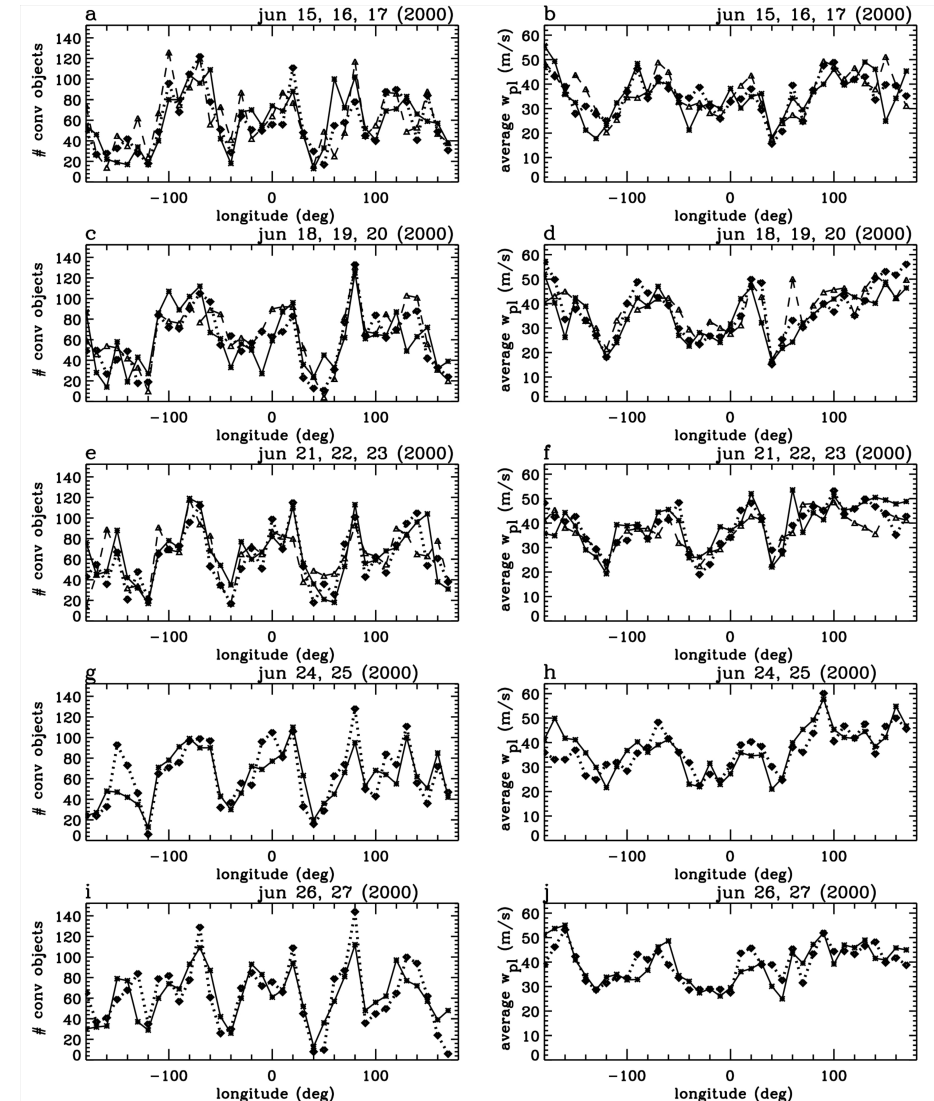 a jun 15, 16, 17 (2000)
# conv objects
140
120
100
80
60
40
20
0
-100 0 100
longitude (deg)
b jun 15, 16, 17 (2000)
average wpl (m/s)
60
50
40
30
20
10
0
-100 0 100
longitude (deg)
c jun 18, 19, 20 (2000)
# conv objects
140
120
100
80
60
40
20
0
-100 0 100
longitude (deg)
d jun 18, 19, 20 (2000)
average wpl (m/s)
60
50
40
30
20
10
0
-100 0 100
longitude (deg)
e jun 21, 22, 23 (2000)
# conv objects
140
120
100
80
60
40
20
0
-100 0 100
longitude (deg)
f jun 21, 22, 23 (2000)
average wpl (m/s)
60
50
40
30
20
10
0
-100 0 100
longitude (deg)
g jun 24, 25 (2000)
# conv objects
140
120
100
80
60
40
20
0
-100 0 100
longitude (deg)
h jun 24, 25 (2000)
average wpl (m/s)
60
50
40
30
20
10
0
-100 0 100
longitude (deg)
i jun 26, 27 (2000)
# conv objects
140
120
100
80
60
40
20
0
-100 0 100
longitude (deg)
j jun 26, 27 (2000)
average wpl (m/s)
60
50
40
30
20
10
0
-100 0 100
longitude (deg)